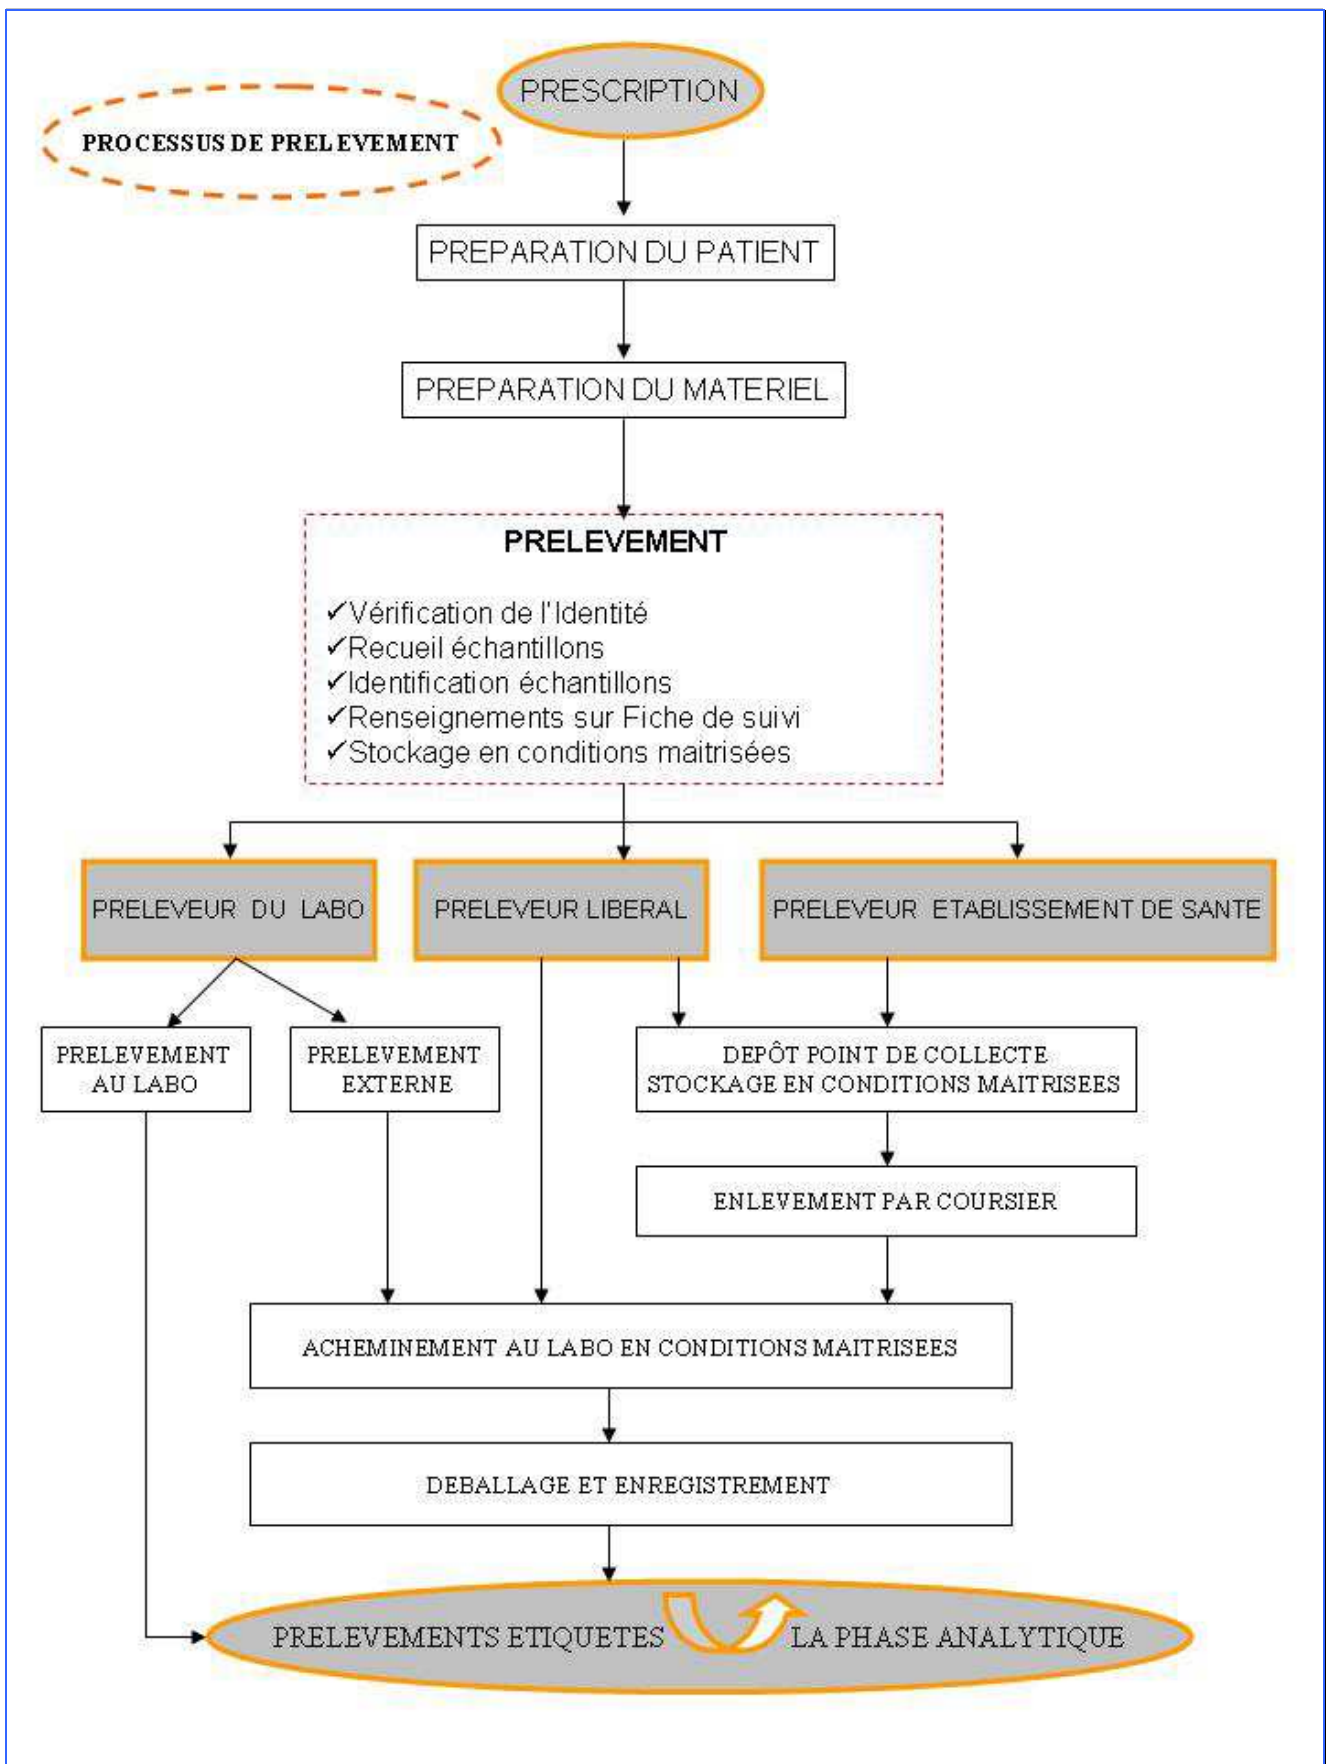 PRESCRIPTION
PROCESSUS DE PRELEVEMENT
PREPARATION DU PATIENT
PREPARATION DU MATERIEL
PRELEVEMENT
✓Vérification de l'Identité
✓Recueil échantillons
✓Identification échantillons
✓Renseignements sur Fiche de suivi
✓Stockage en conditions maitrisées
PRELEVEUR DU LABO
PRELEVEUR LIBERAL
PRELEVEUR ETABLISSEMENT DE SANTE
PRELEVEMENT
AU LABO
PRELEVEMENT
EXTERNE
DEPÔT POINT DE COLLECTE
STOCKAGE EN CONDITIONS MAITRISEES
ENLEVEMENT PAR COURSIER
ACHEMINEMENT AU LABO EN CONDITIONS MAITRISEES
DEBALLAGE ET ENREGISTREMENT
PRELEVEMENTS ETIQUETES LA PHASE ANALYTIQUE